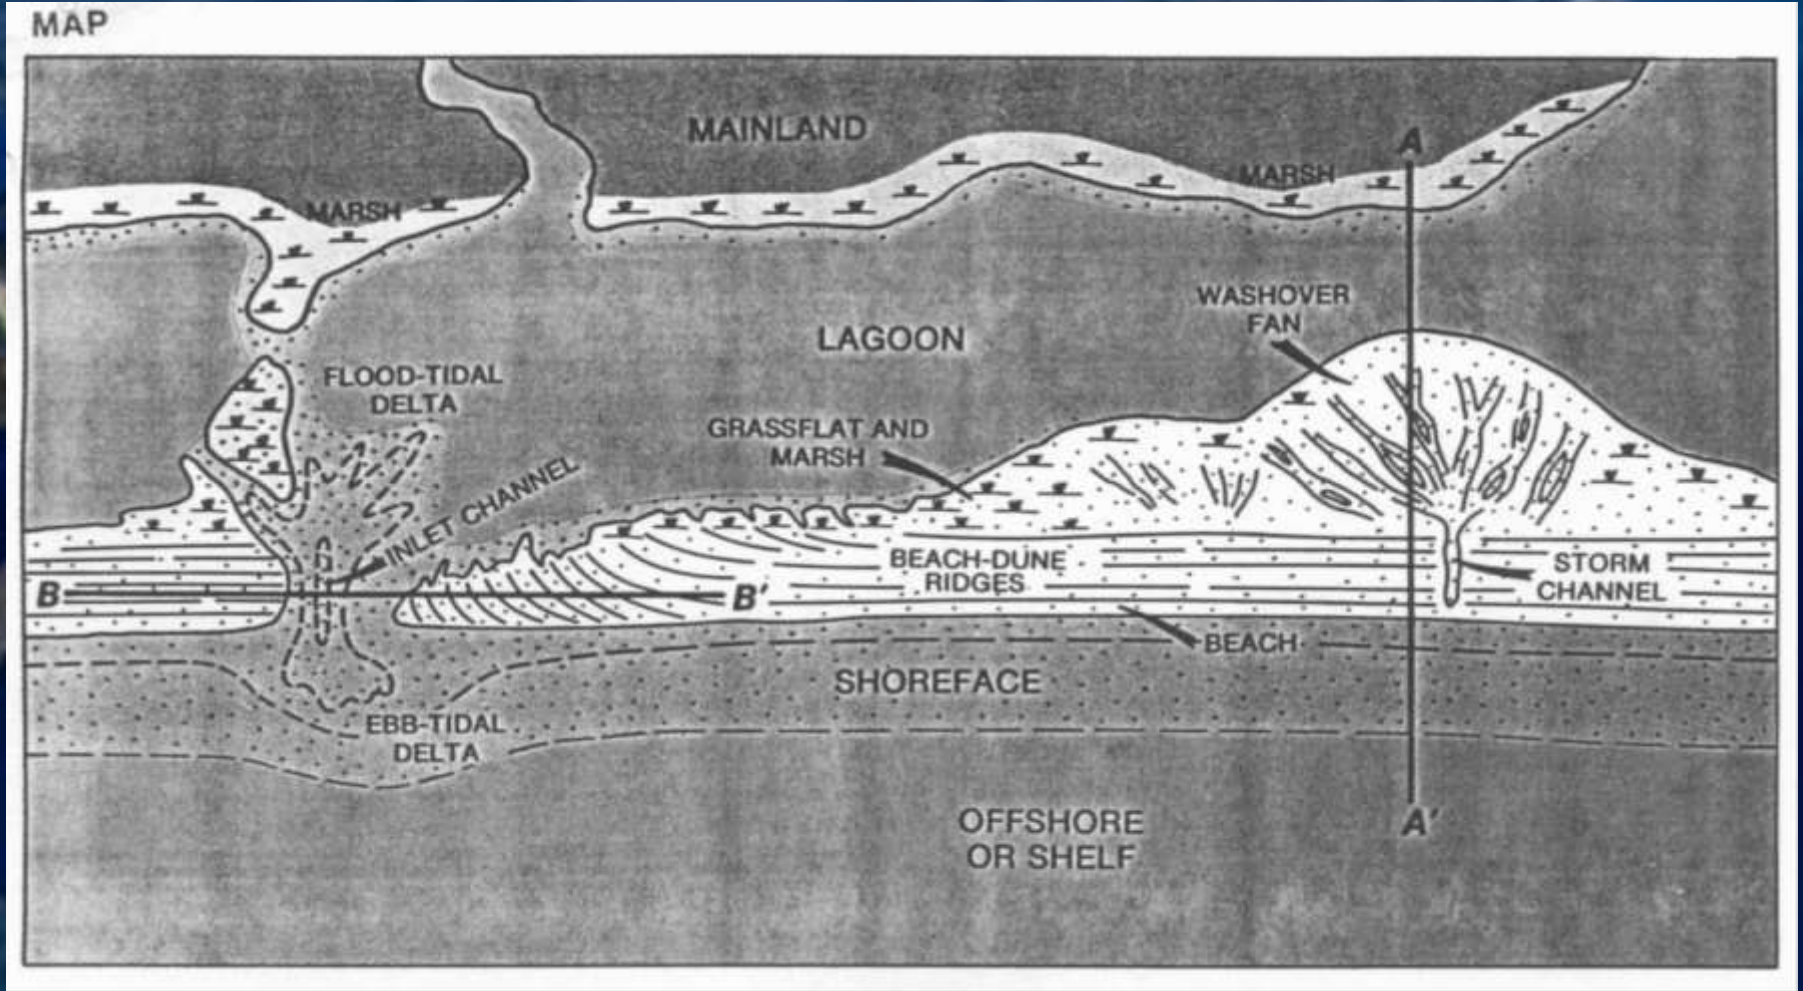 MAP
MAINLAND
A
MARSH
MARSH
WASHOVER
FAN
LAGOON
FLOOD-TIDAL
DELTA
GRASSFLAT AND
MARSH
INLET CHANNEL
BEACH-DUNE
RIDGES
STORM
CHANNEL
B
B'
BEACH
SHOREFACE
EBB-TIDAL
DELTA
OFFSHORE
OR SHELF
A'